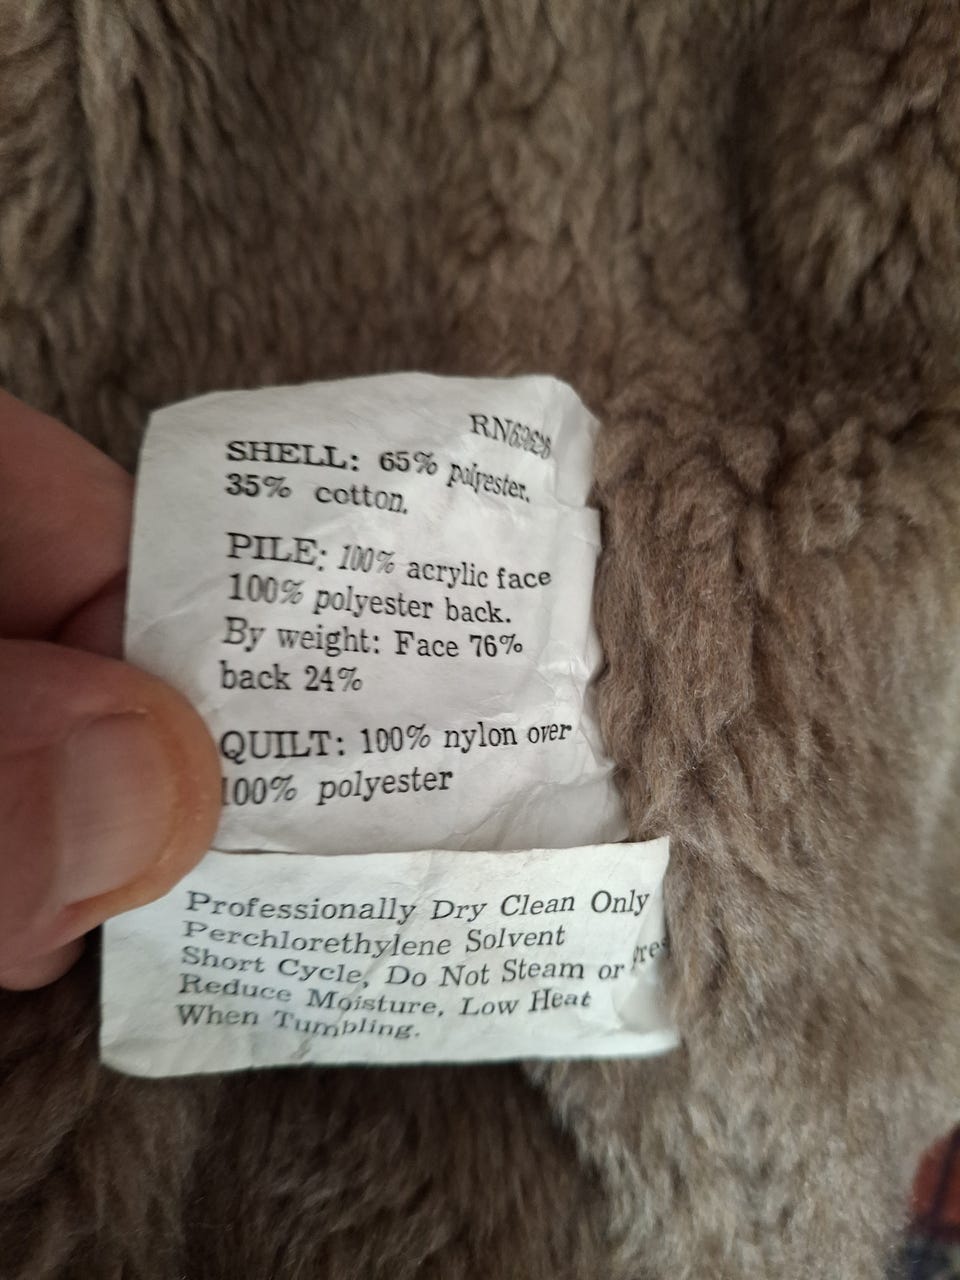 SHELL: 65% polyester,
35% cotton.
PILE: 100% acrylic face
100% polyester back.
By weight: Face 76%
back 24%
QUILT: 100% nylon over
100% polyester
Professionally Dry Clean Only
Perchlorethylene Solvent
Short Cycle, Do Not Steam or
Reduce Moisture, Low Heat
When Tumbling.